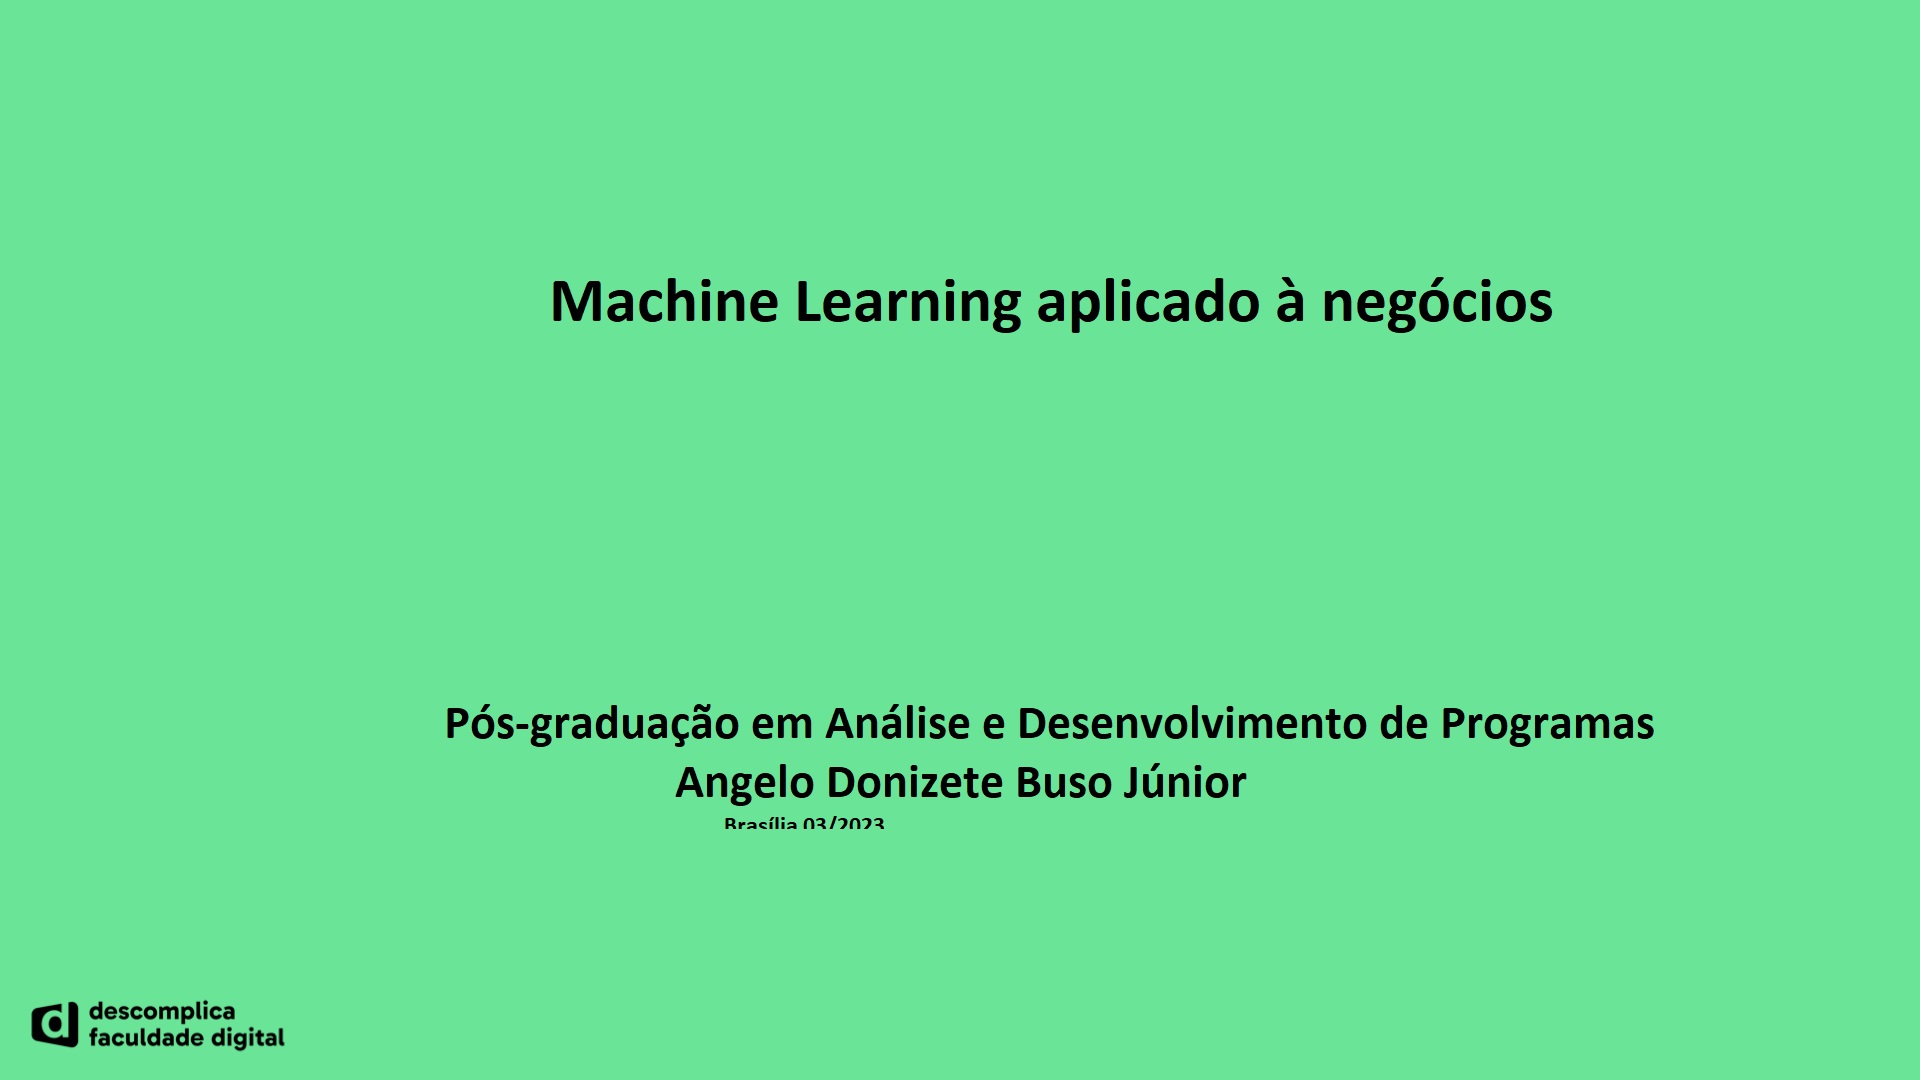 Machine Learning aplicado à negócios
Pós-graduação em Análise e Desenvolvimento de Programas
Angelo Donizete Buso Júnior
Brasília 03/2023
descomplica
faculdade digital